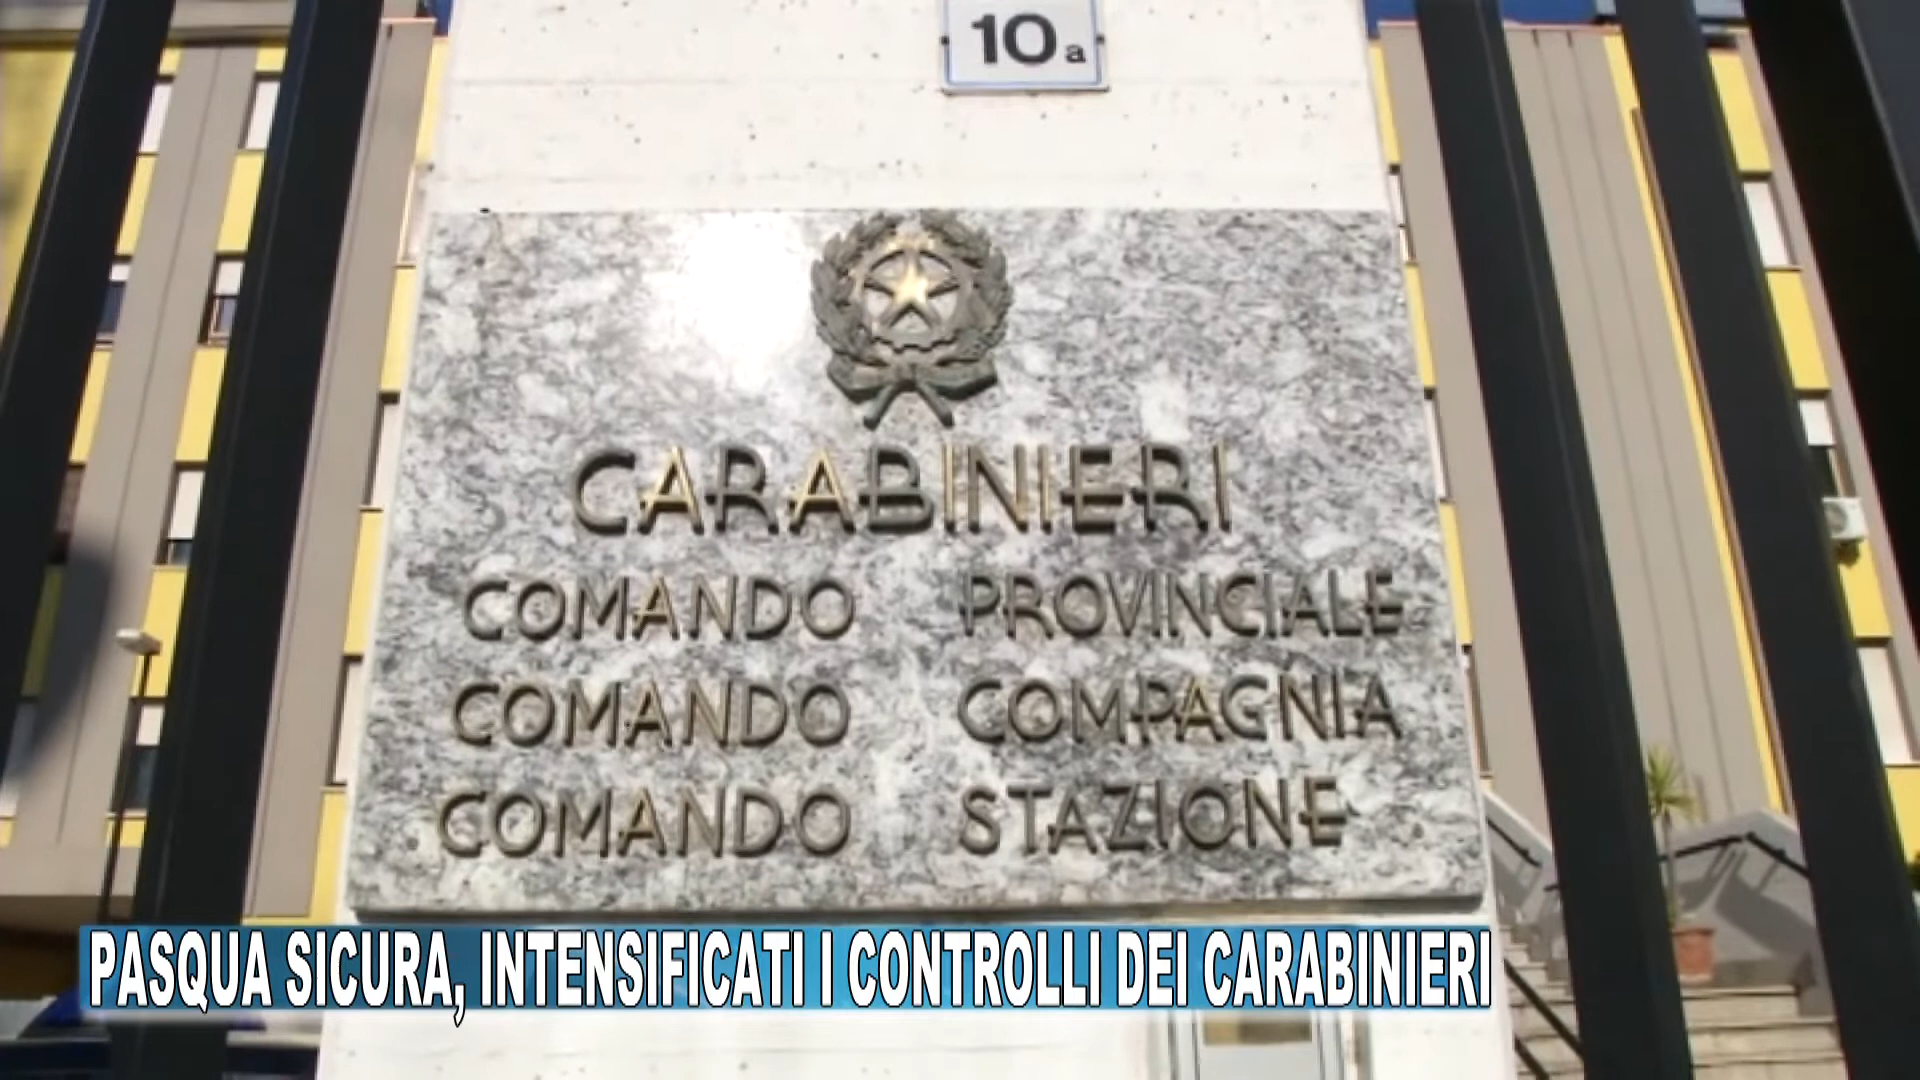 10a
CARABINIERI
COMANDO PROVINCIALE
COMANDO COMPAGNIA
COMANDO STAZIONE
PASQUA SICURA, INTENSIFICATI I CONTROLLI DEI CARABINIERI